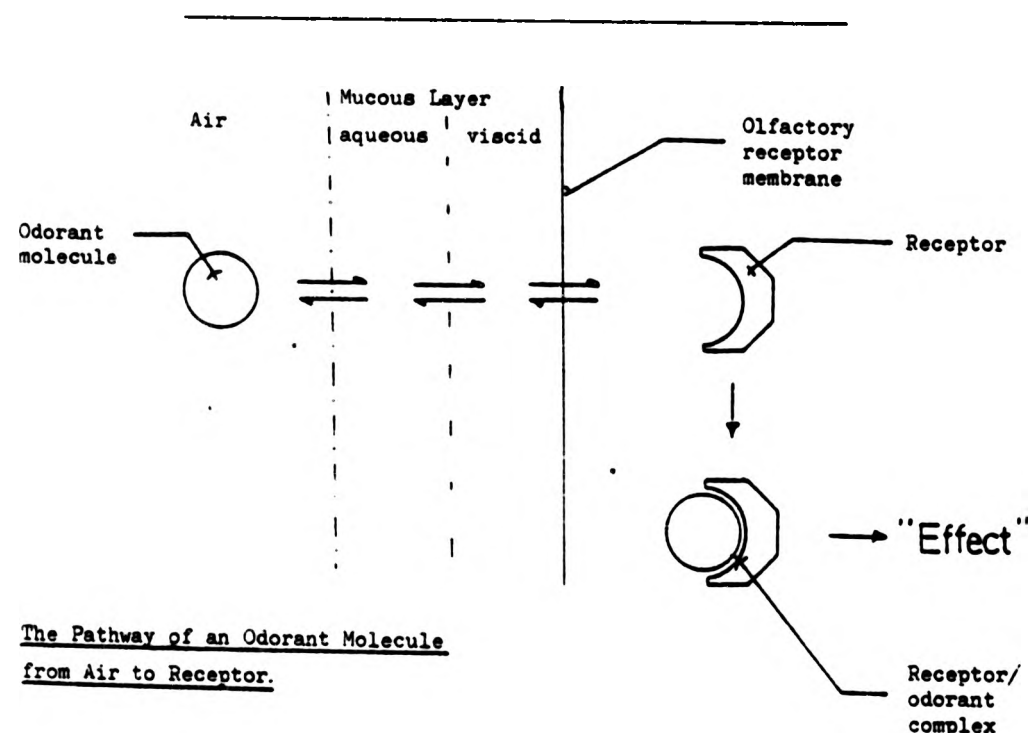 Mucous Layer
Air
aqueous
viscid
Olfactory
receptor
membrane
Odorant
molecule
Receptor
"Effect"
The Pathway of an Odorant Molecule
from Air to Receptor.
Receptor/
odorant
complex